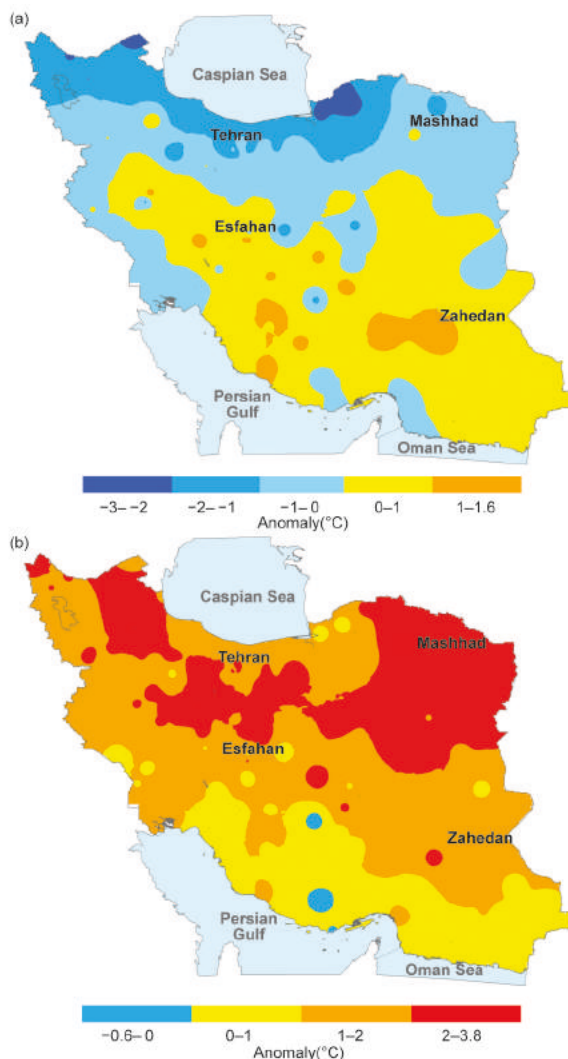 (a)
Caspian Sea
Mashhad
Tehran
Esfahan
Zahedan
Persian
Gulf
Oman Sea
−3– −2 −2– −1 −1– 0 0–1 1–1.6
Anomaly(°C)
(b)
Caspian Sea
Mashhad
Tehran
Esfahan
Zahedan
Persian
Gulf
Oman Sea
−0.6– 0 0–1 1–2 2–3.8
Anomaly(°C)